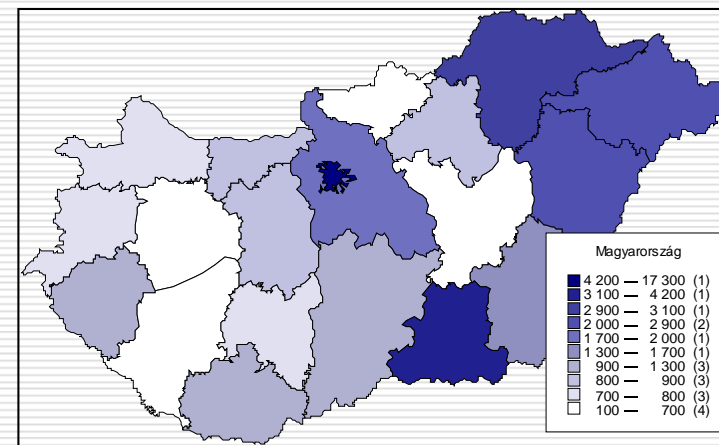 Magyarország
4 200 — 17 300 (1)
3 100 — 4 200 (1)
2 900 — 3 100 (1)
2 000 — 2 900 (2)
1 700 — 2 000 (1)
1 300 — 1 700 (1)
900 — 1 300 (3)
800 — 900 (3)
700 — 800 (3)
100 — 700 (4)